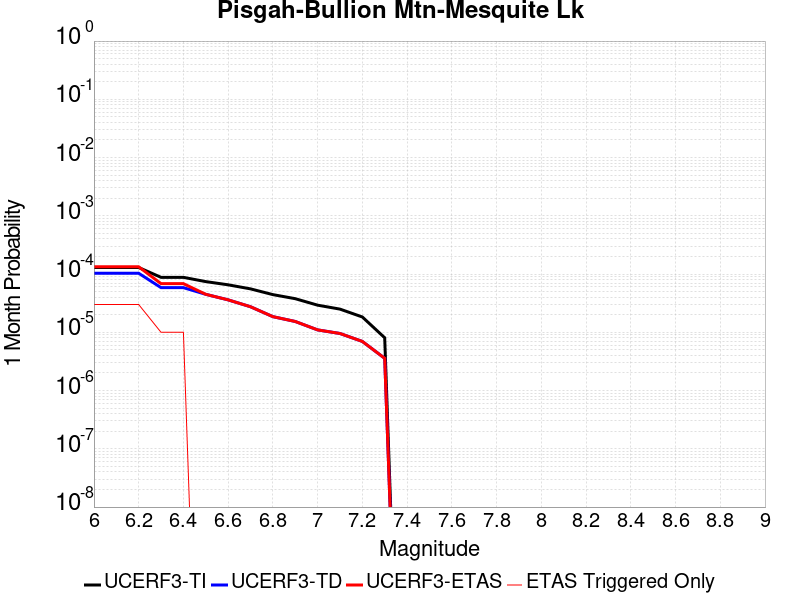 Pisgah-Bullion Mtn-Mesquite Lk
10^0
10^-1
10^-2
10^-3
10^-4
10^-5
10^-6
10^-7
10^-8
1 Month Probability
6 6.2 6.4 6.6 6.8 7 7.2 7.4 7.6 7.8 8 8.2 8.4 8.6 8.8 9
Magnitude
UCERF3-TI UCERF3-TD UCERF3-ETAS ETAS Triggered Only